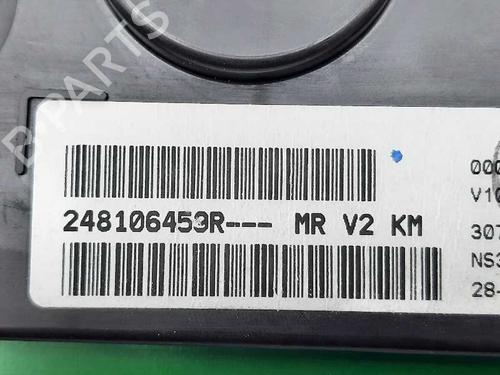 B-PARTS
000
V10
248106453R--- MR V2 KM
307
NS3
28-